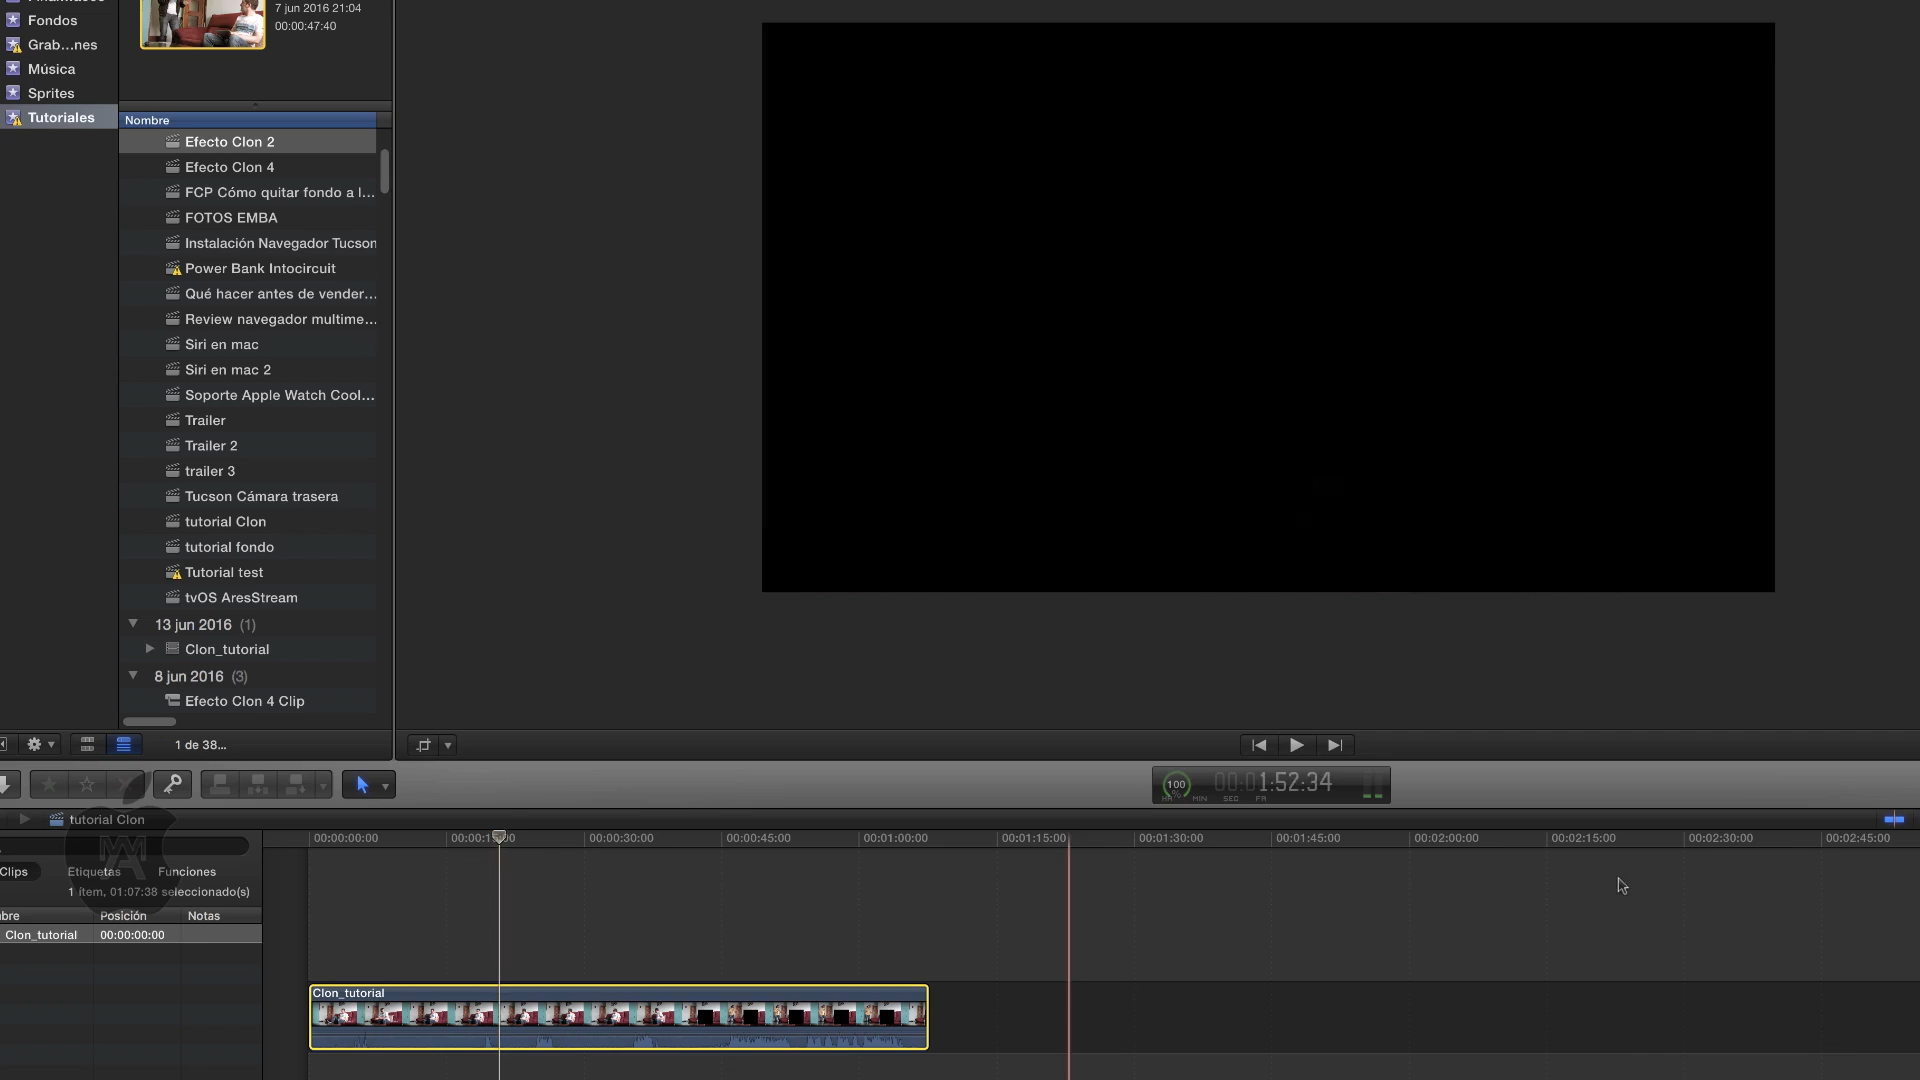 7 jun 2016 21:04
Fondos
00:00:47:40
Grab...nes
Música
Sprites
Tutoriales
Nombre
Efecto Clon 2
Efecto Clon 4
FCP Cómo quitar fondo a l...
FOTOS EMBA
Instalación Navegador Tucson
Power Bank Intocircuit
Qué hacer antes de vender...
Review navegador multime...
Siri en mac
Siri en mac 2
Soporte Apple Watch Cool...
Trailer
Trailer 2
trailer 3
Tucson Cámara trasera
tutorial Clon
tutorial fondo
Tutorial test
tvOS AresStream
13 jun 2016 (1)
Clon_tutorial
8 jun 2016 (3)
Efecto Clon 4 Clip
1 de 38...
100 % 00:01:52:34
HR MIN SEC FR
tutorial Clon
00:00:00:00 00:00:30:00 00:00:45:00 00:01:00:00 00:01:15:00 00:01:30:00 00:01:45:00 00:02:00:00 00:02:15:00 00:02:30:00 00:02:45:00
Clips Etiquetas Funciones
1 ítem, 01:07:38 seleccionado(s)
bre Posición Notas
Clon_tutorial 00:00:00:00
Clon_tutorial